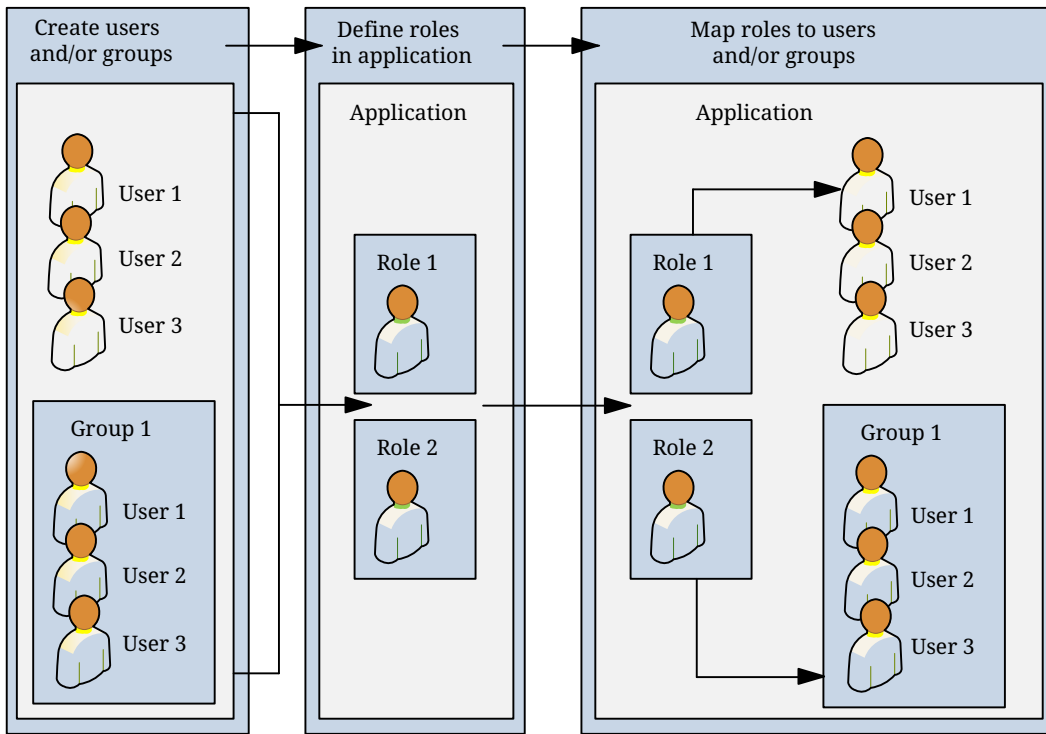 Create users
and/or groups
Define roles
in application
Map roles to users
and/or groups
User 1
User 2
User 3
Group 1
User 1
User 2
User 3
Application
Role 1
Role 2
Application
Role 1
Role 2
User 1
User 2
User 3
Group 1
User 1
User 2
User 3